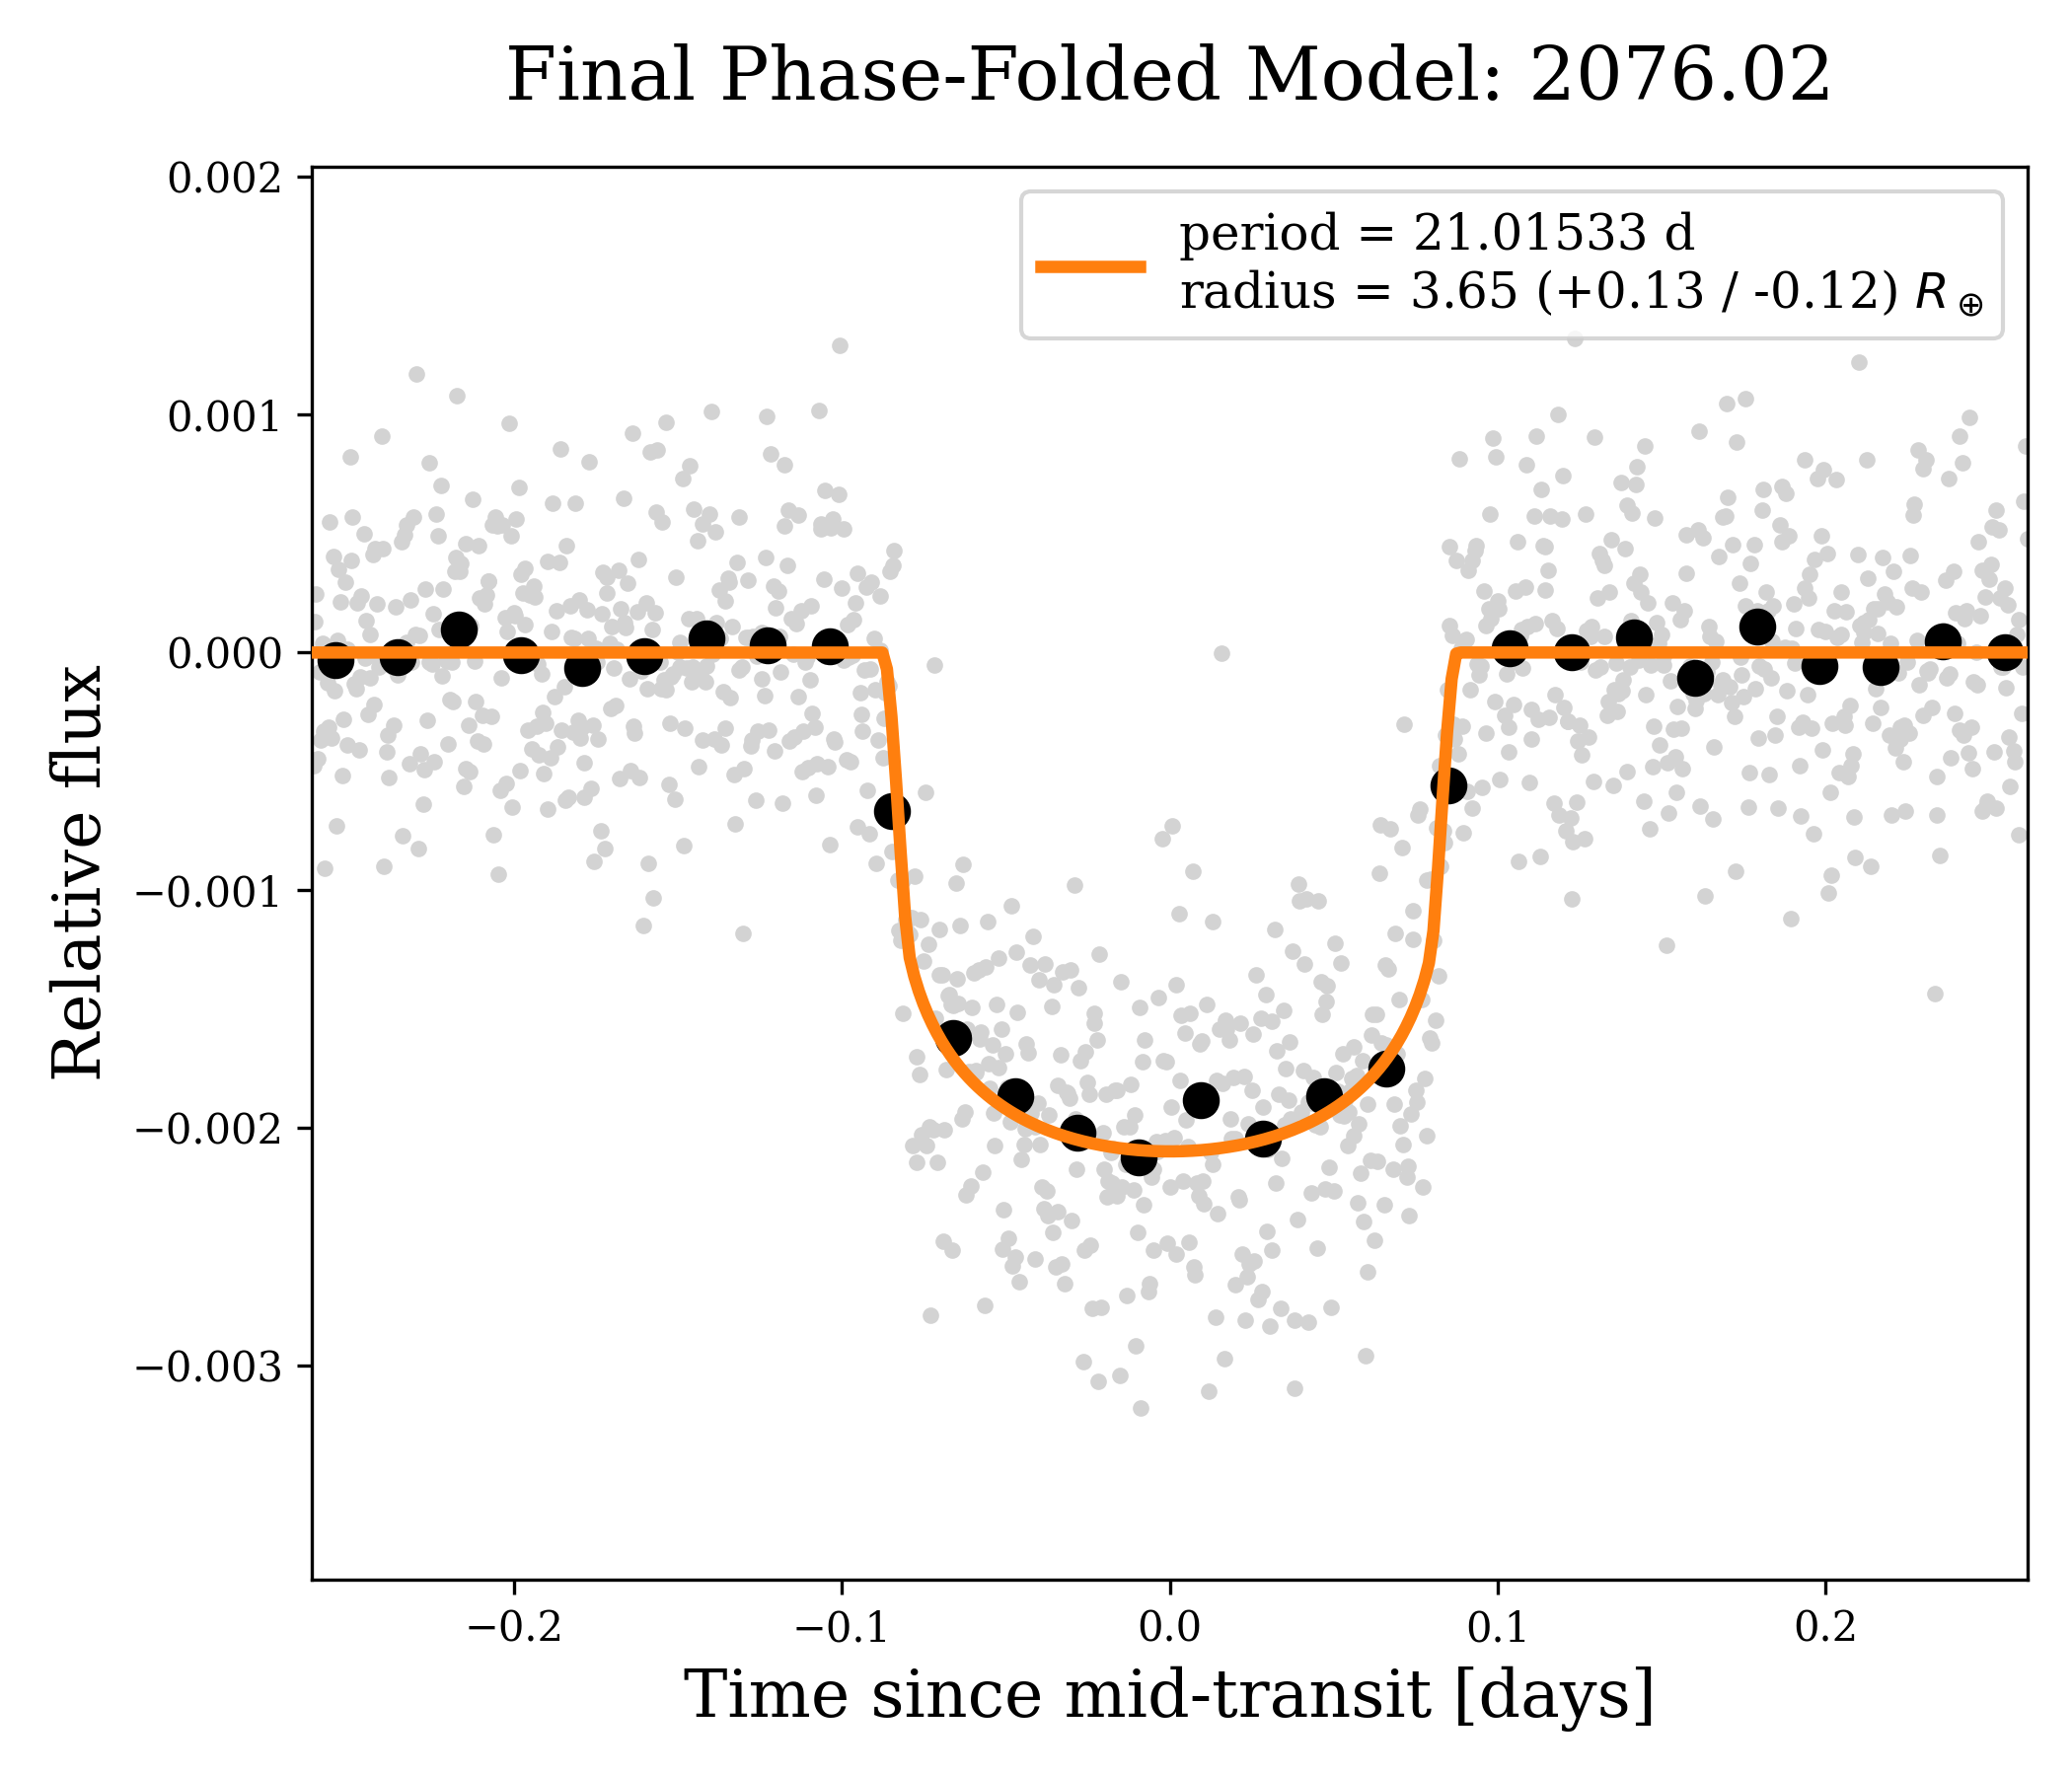 Final Phase-Folded Model: 2076.02
period = 21.01533 d
radius = 3.65 (+0.13 / -0.12) R⊕
0.002
0.001
0.000
−0.001
−0.002
−0.003
Relative flux
−0.2
−0.1
0.0
0.1
0.2
Time since mid-transit [days]